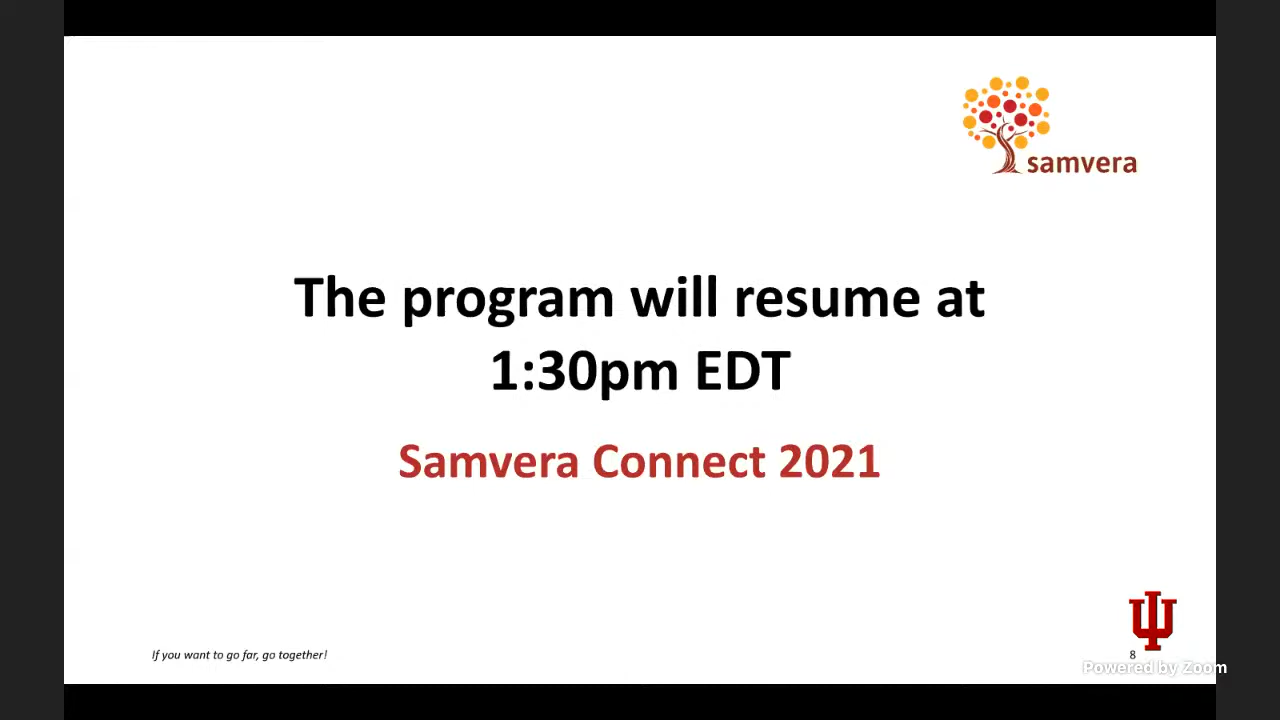 samvera
The program will resume at
1:30pm EDT
Samvera Connect 2021
If you want to go far, go together!
8
Powered by Zoom